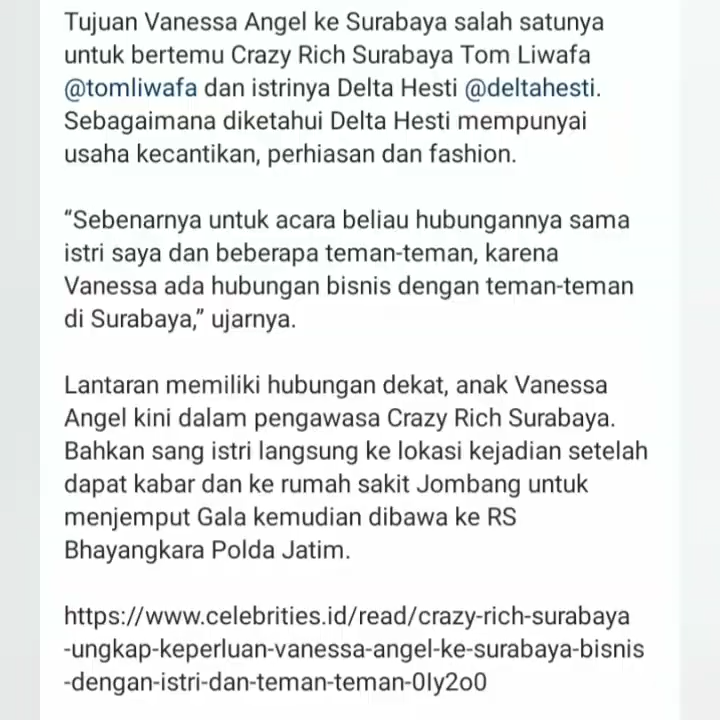 Tujuan Vanessa Angel ke Surabaya salah satunya
untuk bertemu Crazy Rich Surabaya Tom Liwafa
@tomliwafa dan istrinya Delta Hesti @deltahesti.
Sebagaimana diketahui Delta Hesti mempunyai
usaha kecantikan, perhiasan dan fashion.
“Sebenarnya untuk acara beliau hubungannya sama
istri saya dan beberapa teman-teman, karena
Vanessa ada hubungan bisnis dengan teman-teman
di Surabaya,” ujarnya.
Lantaran memiliki hubungan dekat, anak Vanessa
Angel kini dalam pengawasa Crazy Rich Surabaya.
Bahkan sang istri langsung ke lokasi kejadian setelah
dapat kabar dan ke rumah sakit Jombang untuk
menjemput Gala kemudian dibawa ke RS
Bhayangkara Polda Jatim.
https://www.celebrities.id/read/crazy-rich-surabaya
-ungkap-keperluan-vanessa-angel-ke-surabaya-bisnis
-dengan-istri-dan-teman-teman-0Iy2o0